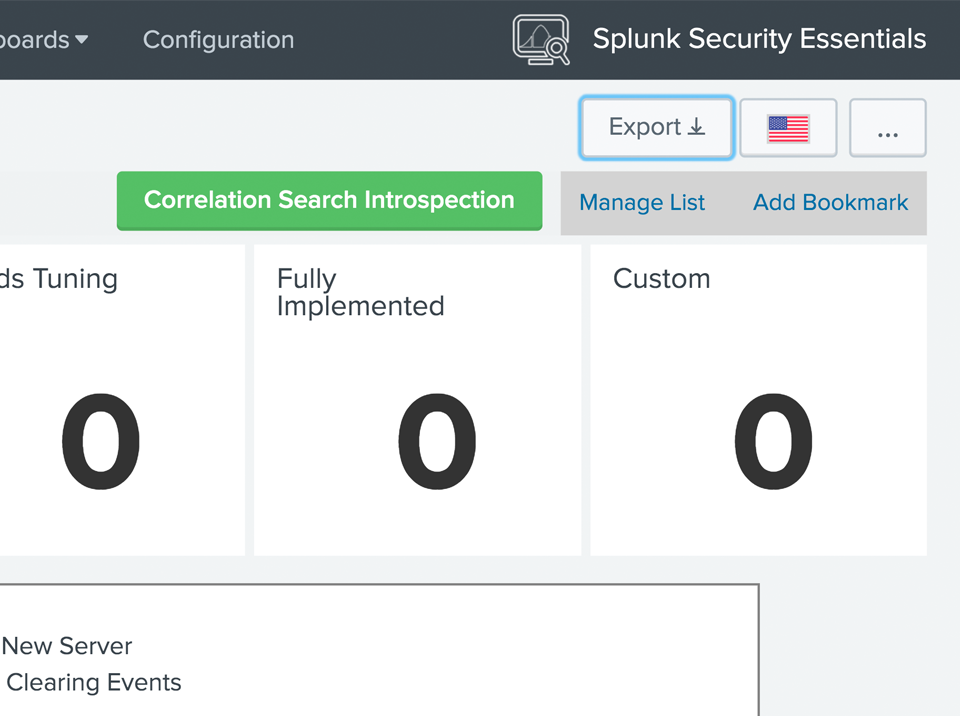 boards Configuration Splunk Security Essentials
Export ...
Correlation Search Introspection Manage List Add Bookmark
ds Tuning Fully Custom
Implemented
0 0 0
New Server
Clearing Events